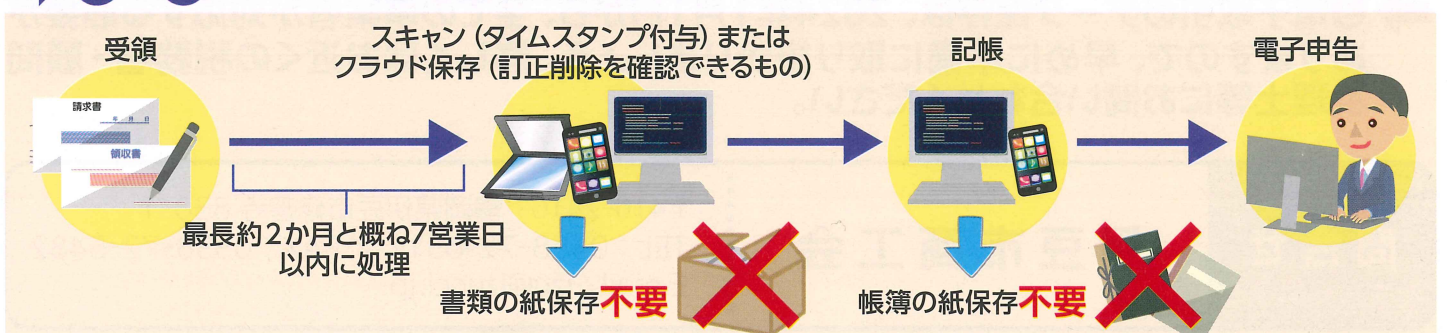 受領
スキャン（タイムスタンプ付与）または
クラウド保存（訂正削除を確認できるもの）
記帳
電子申告
請求書
年 月 日
領収書
最長約2か月と概ね7営業日
以内に処理
書類の紙保存不要
帳簿の紙保存不要